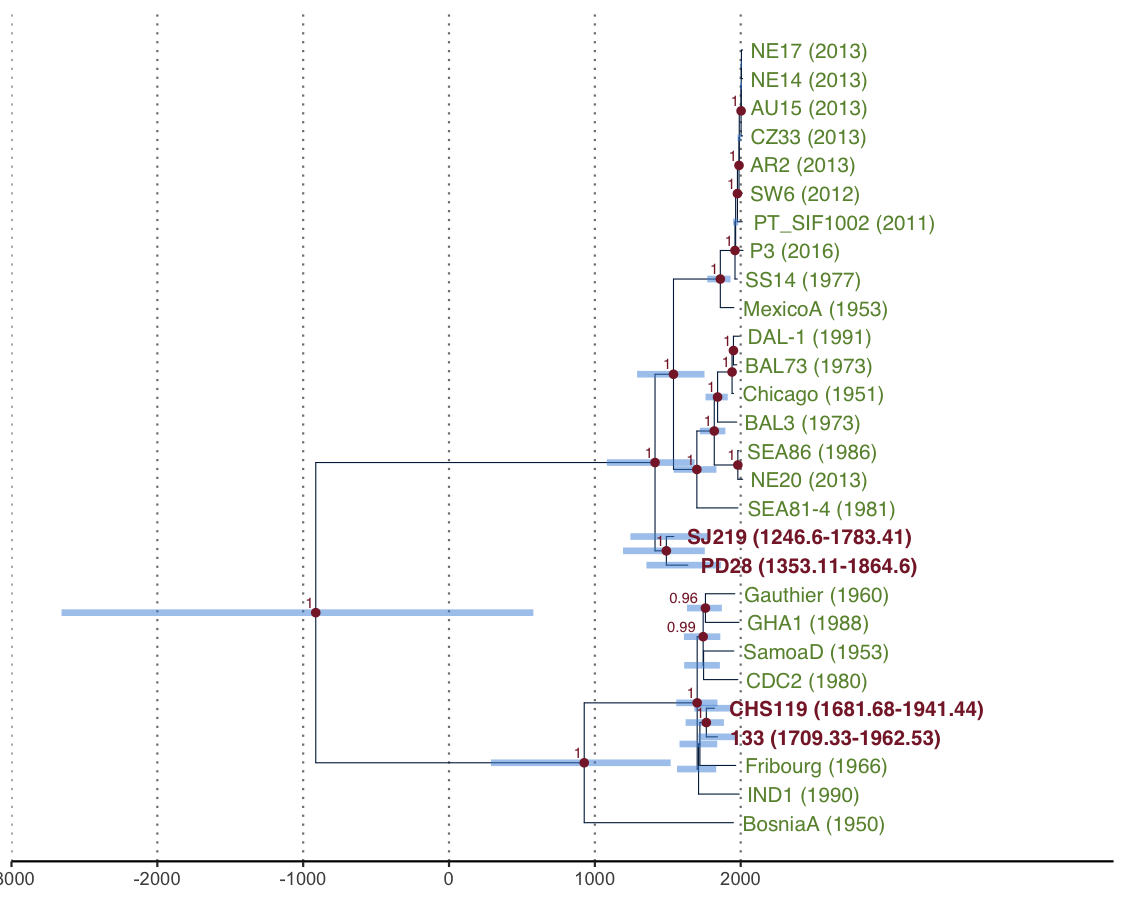 NE17 (2013)
NE14 (2013)
1
AU15 (2013)
CZ33 (2013)
1
AR2 (2013)
1
SW6 (2012)
PT_SIF1002 (2011)
1
P3 (2016)
1
SS14 (1977)
MexicoA (1953)
1
DAL-1 (1991)
1
1
BAL73 (1973)
1
Chicago (1951)
1
BAL3 (1973)
1
1
1
SEA86 (1986)
NE20 (2013)
SEA81-4 (1981)
1
SJ219 (1246.6-1783.41)
PD28 (1353.11-1864.6)
0.96
Gauthier (1960)
1
GHA1 (1988)
0.99
SamoaD (1953)
CDC2 (1980)
1
1
CHS119 (1681.68-1941.44)
133 (1709.33-1962.53)
1
Fribourg (1966)
IND1 (1990)
BosniaA (1950)
3000 -2000 -1000 0 1000 2000